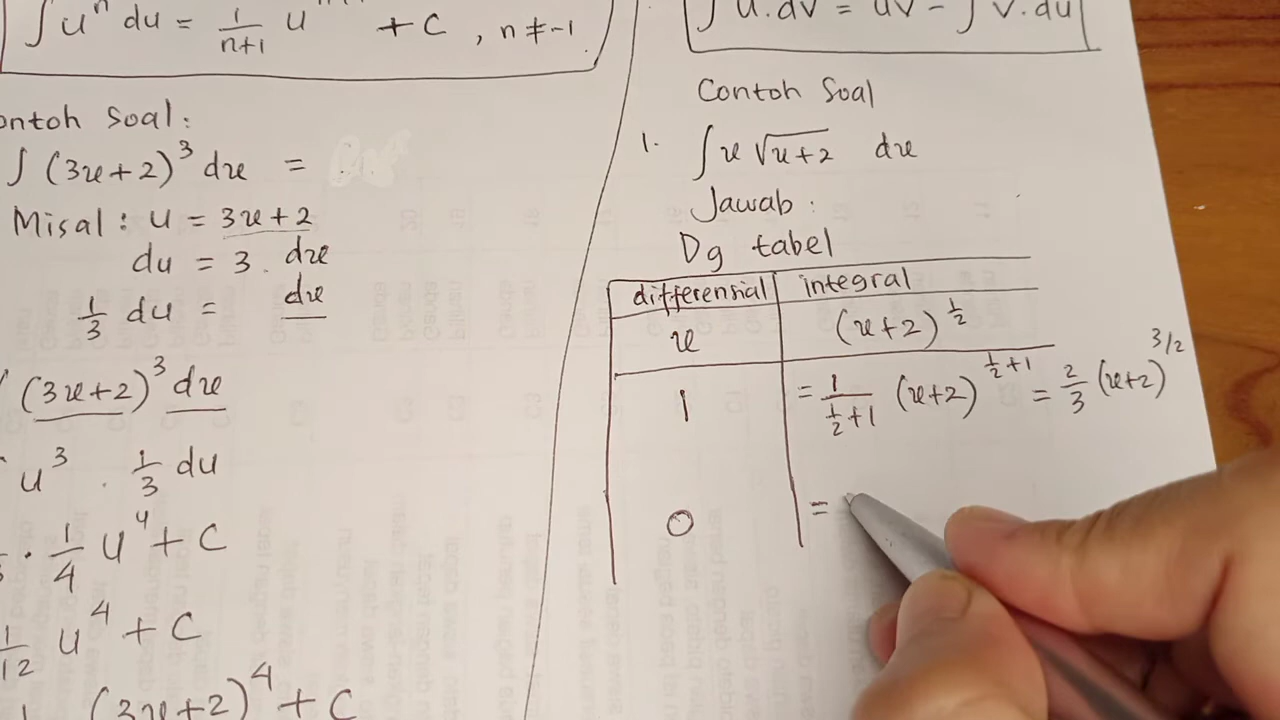 ∫ uⁿ du = 1/(n+1) u + C , n ≠ -1
ontoh Soal:
∫ (3x+2)³ dx =
Misal : u = 3x+2
du = 3 . dx
1/3 du = dx
(3x+2)³ dx
u³ . 1/3 du
. 1/4 u⁴ + C
1/12 u⁴ + C
(3x+2)⁴ + C
∫ u.dv = uv - ∫ v.du
Contoh Soal
1. ∫ x √(x+2) dx
Jawab :
Dg tabel
differensial integral
x (x+2)^(1/2)
1 = 1/(1/2+1) (x+2)^(1/2+1) = 2/3 (x+2)^(3/2)
0 =